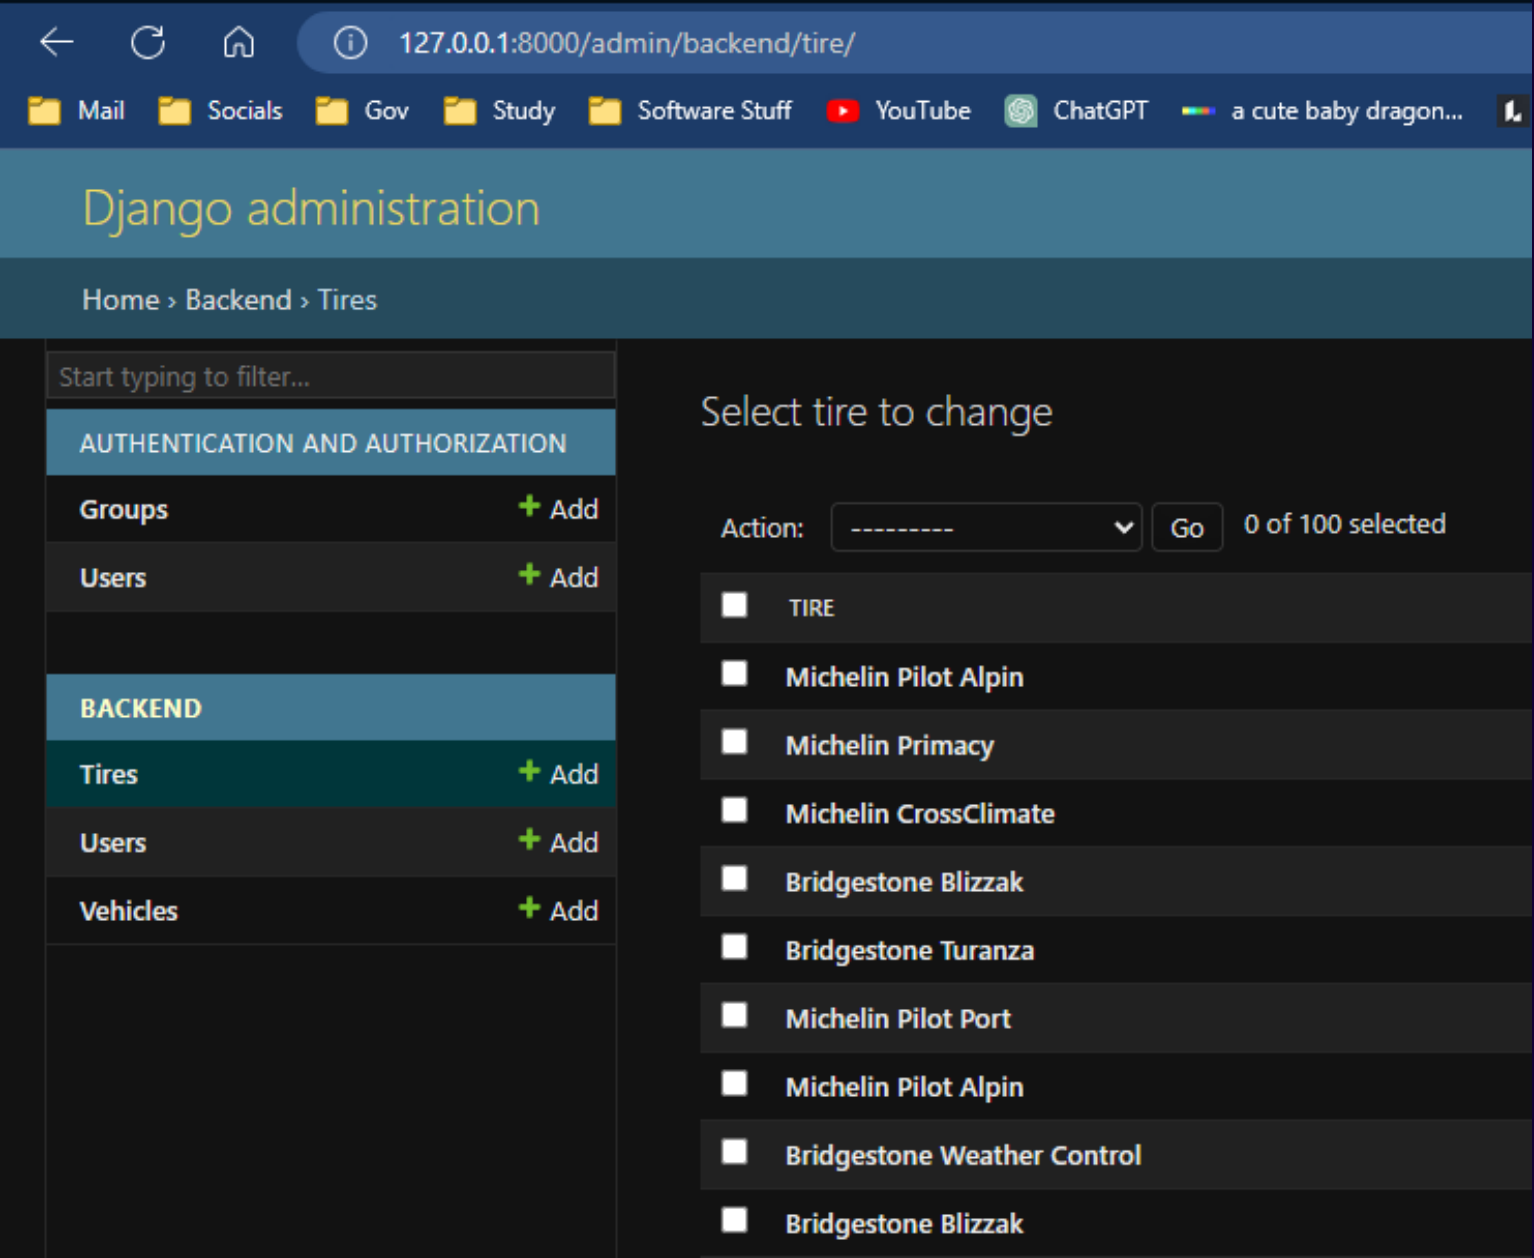 127.0.0.1:8000/admin/backend/tire/
Mail Socials Gov Study Software Stuff YouTube ChatGPT a cute baby dragon...
Django administration
Home › Backend › Tires
Start typing to filter...
AUTHENTICATION AND AUTHORIZATION
Groups + Add
Users + Add
BACKEND
Tires + Add
Users + Add
Vehicles + Add
Select tire to change
Action: --------- Go 0 of 100 selected
TIRE
Michelin Pilot Alpin
Michelin Primacy
Michelin CrossClimate
Bridgestone Blizzak
Bridgestone Turanza
Michelin Pilot Port
Michelin Pilot Alpin
Bridgestone Weather Control
Bridgestone Blizzak